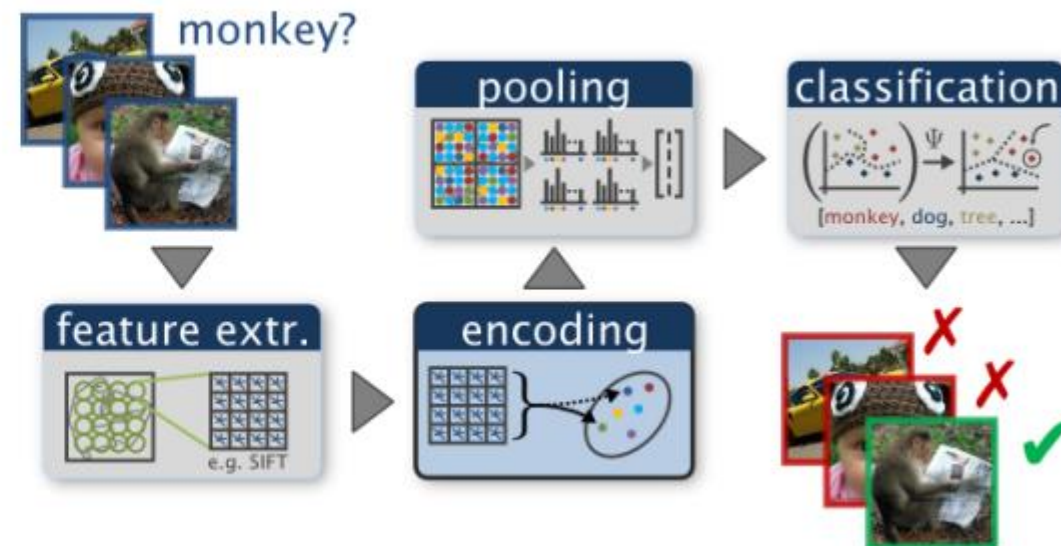 monkey?
feature extr.
e.g. SIFT
encoding
pooling
classification
Ψ
[monkey, dog, tree, ...]